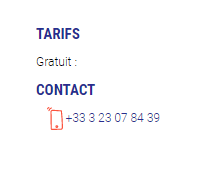 TARIFS
Gratuit :
CONTACT
+33 3 23 07 84 39